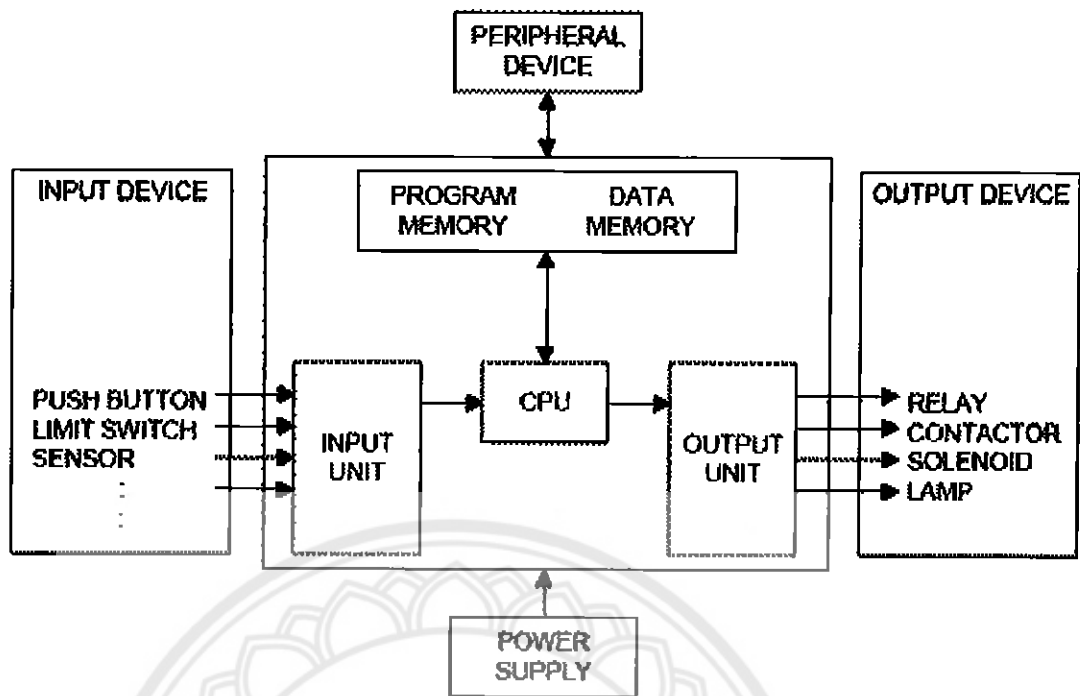 PERIPHERAL
DEVICE
INPUT DEVICE
PUSH BUTTON
LIMIT SWITCH
SENSOR
PROGRAM
MEMORY
DATA
MEMORY
INPUT
UNIT
CPU
OUTPUT
UNIT
OUTPUT DEVICE
RELAY
CONTACTOR
SOLENOID
LAMP
POWER
SUPPLY